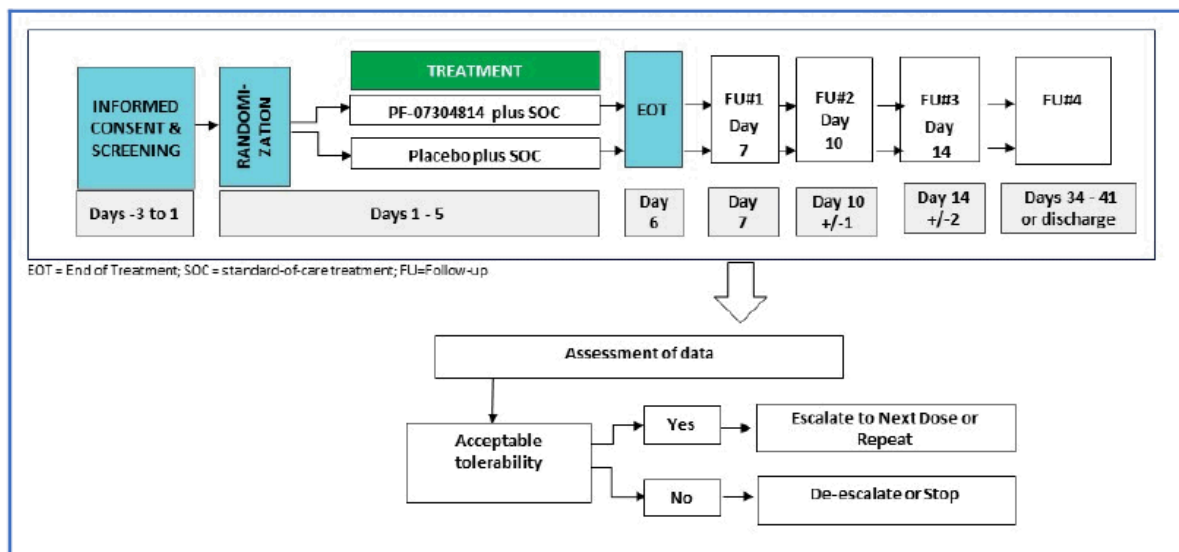 TREATMENT
INFORMED
CONSENT &
SCREENING
RANDOMI-
ZATION
PF-07304814 plus SOC
Placebo plus SOC
EOT
FU#1
Day
7
FU#2
Day
10
FU#3
Day
14
FU#4
Days -3 to 1
Days 1 - 5
Day
6
Day
7
Day 10
+/-1
Day 14
+/-2
Days 34 - 41
or discharge
EOT = End of Treatment; SOC = standard-of-care treatment; FU=Follow-up
Assessment of data
Acceptable
tolerability
Yes
Escalate to Next Dose or
Repeat
No
De-escalate or Stop